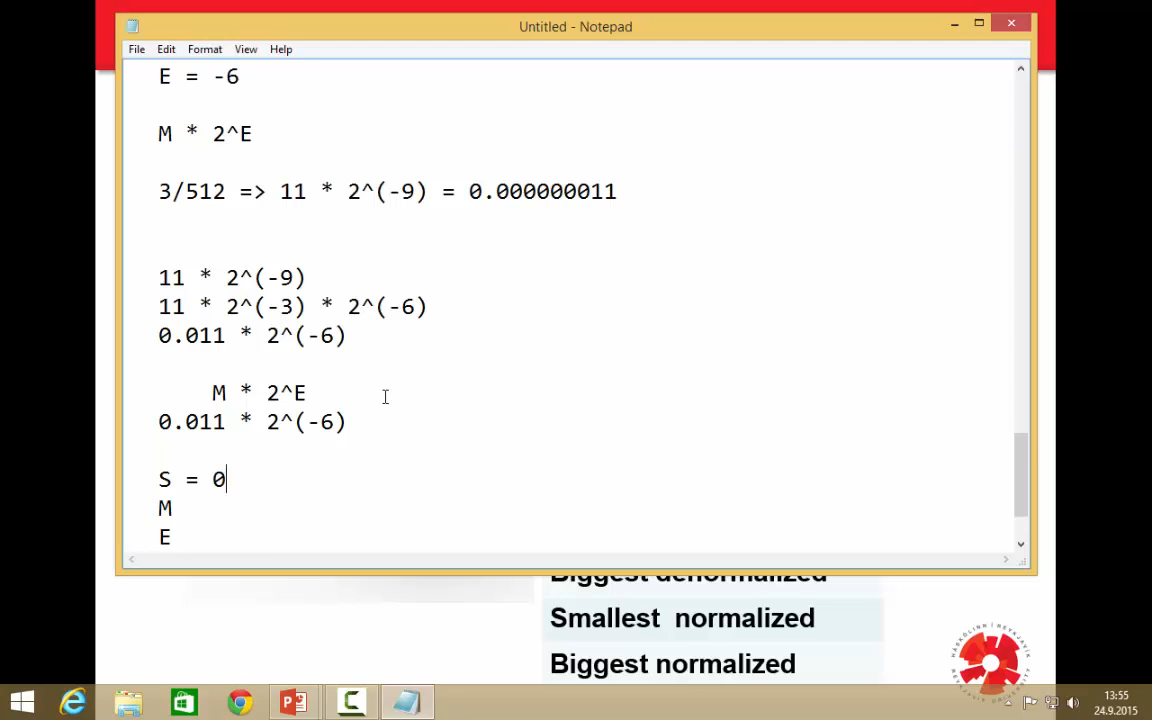 Untitled - Notepad
File Edit Format View Help
E = -6
M * 2^E
3/512 => 11 * 2^(-9) = 0.000000011
11 * 2^(-9)
11 * 2^(-3) * 2^(-6)
0.011 * 2^(-6)
M * 2^E
0.011 * 2^(-6)
S = 0
M
E
Biggest denormalized
Smallest normalized
Biggest normalized
13:55
24.9.2015